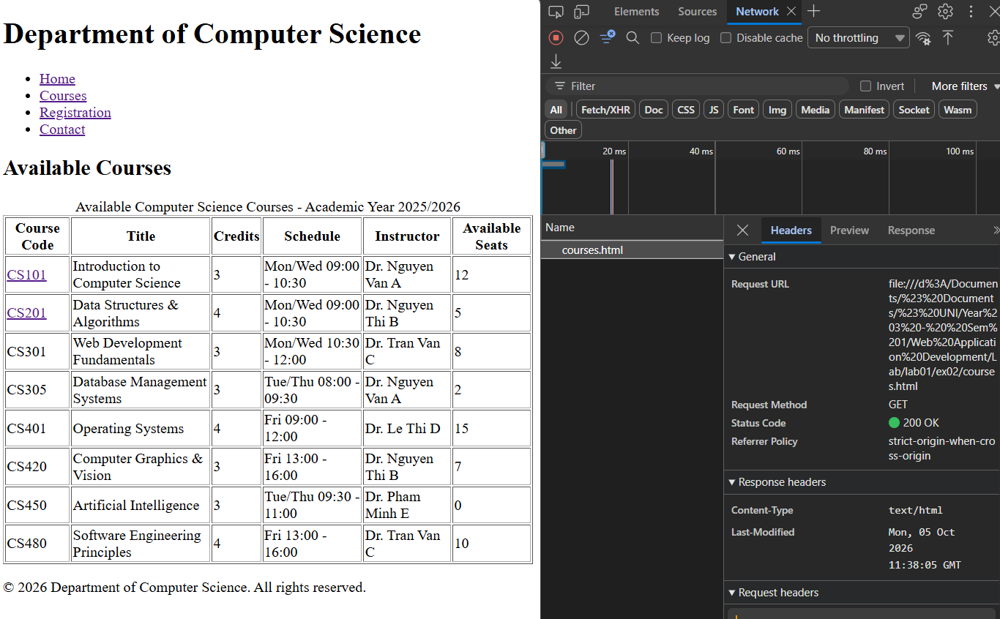 Department of Computer Science
Home
Courses
Registration
Contact
Available Courses
Available Computer Science Courses - Academic Year 2025/2026
Course Code Title Credits Schedule Instructor Available Seats
CS101 Introduction to Computer Science 3 Mon/Wed 09:00 - 10:30 Dr. Nguyen Van A 12
CS201 Data Structures & Algorithms 4 Mon/Wed 09:00 - 10:30 Dr. Nguyen Thi B 5
CS301 Web Development Fundamentals 3 Mon/Wed 10:30 - 12:00 Dr. Tran Van C 8
CS305 Database Management Systems 3 Tue/Thu 08:00 - 09:30 Dr. Nguyen Van A 2
CS401 Operating Systems 4 Fri 09:00 - 12:00 Dr. Le Thi D 15
CS420 Computer Graphics & Vision 3 Fri 13:00 - 16:00 Dr. Nguyen Thi B 7
CS450 Artificial Intelligence 3 Tue/Thu 09:30 - 11:00 Dr. Pham Minh E 0
CS480 Software Engineering Principles 4 Fri 13:00 - 16:00 Dr. Tran Van C 10
© 2026 Department of Computer Science. All rights reserved.
Elements Sources Network
Keep log Disable cache No throttling
Filter Invert More filters
All Fetch/XHR Doc CSS JS Font Img Media Manifest Socket Wasm
Other
20 ms 40 ms 60 ms 80 ms 100 ms
Name
courses.html
Headers Preview Response
General
Request URL
file:///d%3A/Documen
ts/%23%20Document
s/%23%20UNI/Year%2
03%20-%20%20Sem%
201/Web%20Applicati
on%20Development/L
ab/lab01/ex02/course
s.html
Request Method GET
Status Code 200 OK
Referrer Policy strict-origin-when-cro
ss-origin
Response headers
Content-Type text/html
Last-Modified Mon, 05 Oct
2026
11:38:05 GMT
Request headers